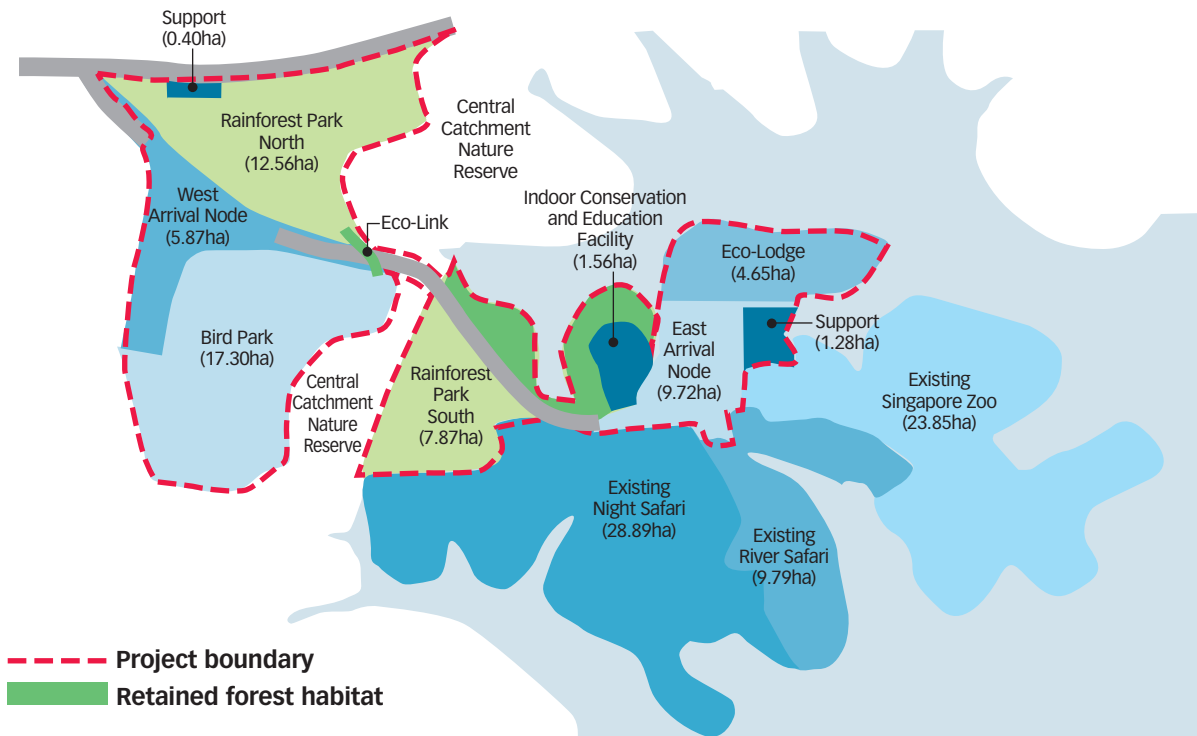 Support
(0.40ha)
Rainforest Park
North
(12.56ha)
Central
Catchment
Nature
Reserve
West
Arrival Node
(5.87ha)
Eco-Link
Indoor Conservation
and Education
Facility
(1.56ha)
Eco-Lodge
(4.65ha)
Bird Park
(17.30ha)
Central
Catchment
Nature
Reserve
Rainforest
Park
South
(7.87ha)
East
Arrival
Node
(9.72ha)
Support
(1.28ha)
Existing
Singapore Zoo
(23.85ha)
Existing
Night Safari
(28.89ha)
Existing
River Safari
(9.79ha)
Project boundary
Retained forest habitat